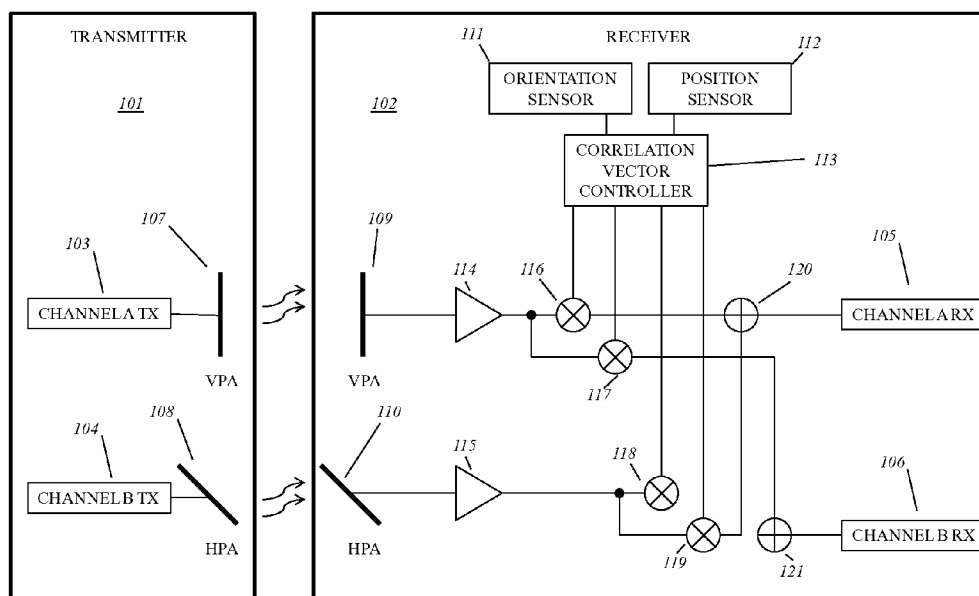 TRANSMITTER
RECEIVER
111
112
ORIENTATION
SENSOR
POSITION
SENSOR
101
102
CORRELATION
VECTOR
CONTROLLER
113
107
109
103
105
114
116
120
CHANNEL A TX
CHANNEL A RX
VPA
VPA
117
108
110
104
115
118
106
CHANNEL B TX
CHANNEL B RX
HPA
HPA
119
121